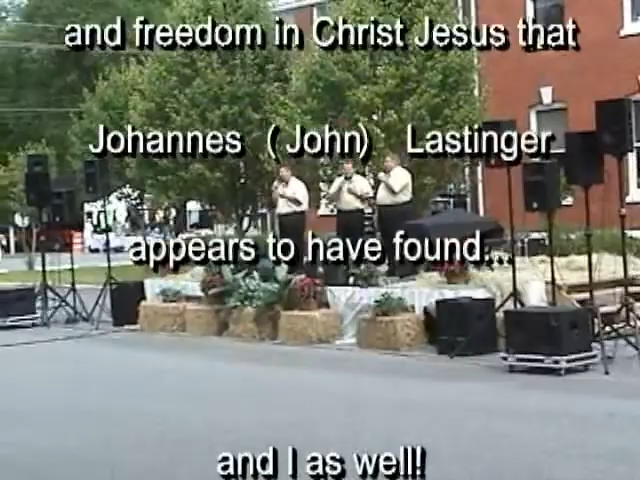 and freedom in Christ Jesus that
Johannes (John) Lastinger
appears to have found...
and I as well!